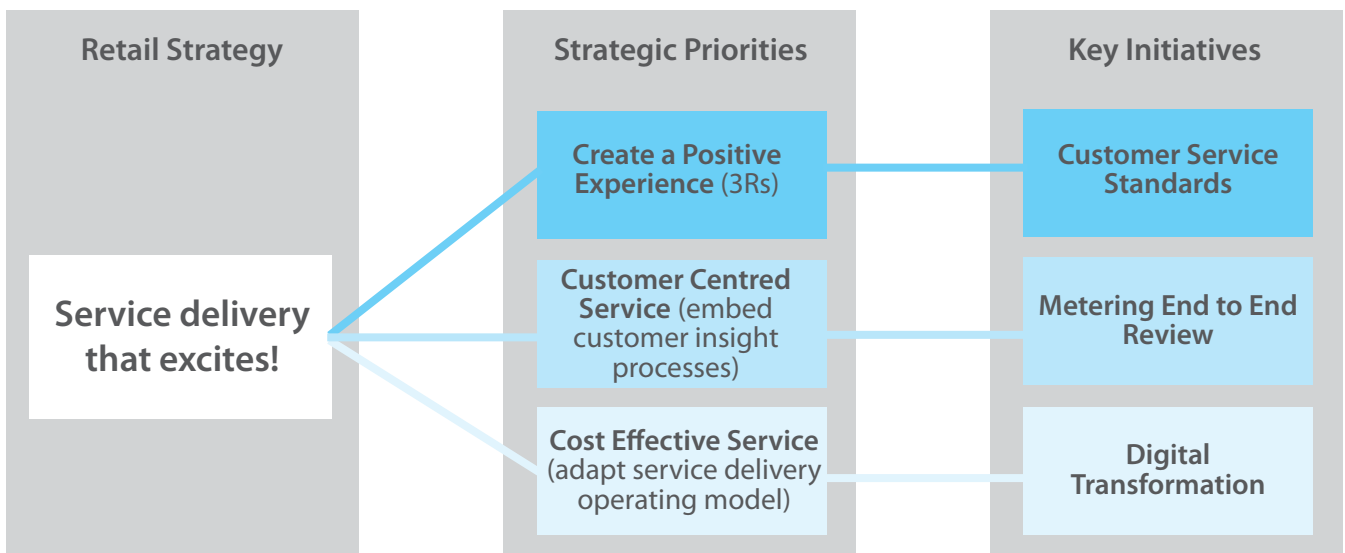 Retail Strategy
Service delivery
that excites!
Strategic Priorities
Create a Positive
Experience (3Rs)
Customer Centred
Service (embed
customer insight
processes)
Cost Effective Service
(adapt service delivery
operating model)
Key Initiatives
Customer Service
Standards
Metering End to End
Review
Digital
Transformation